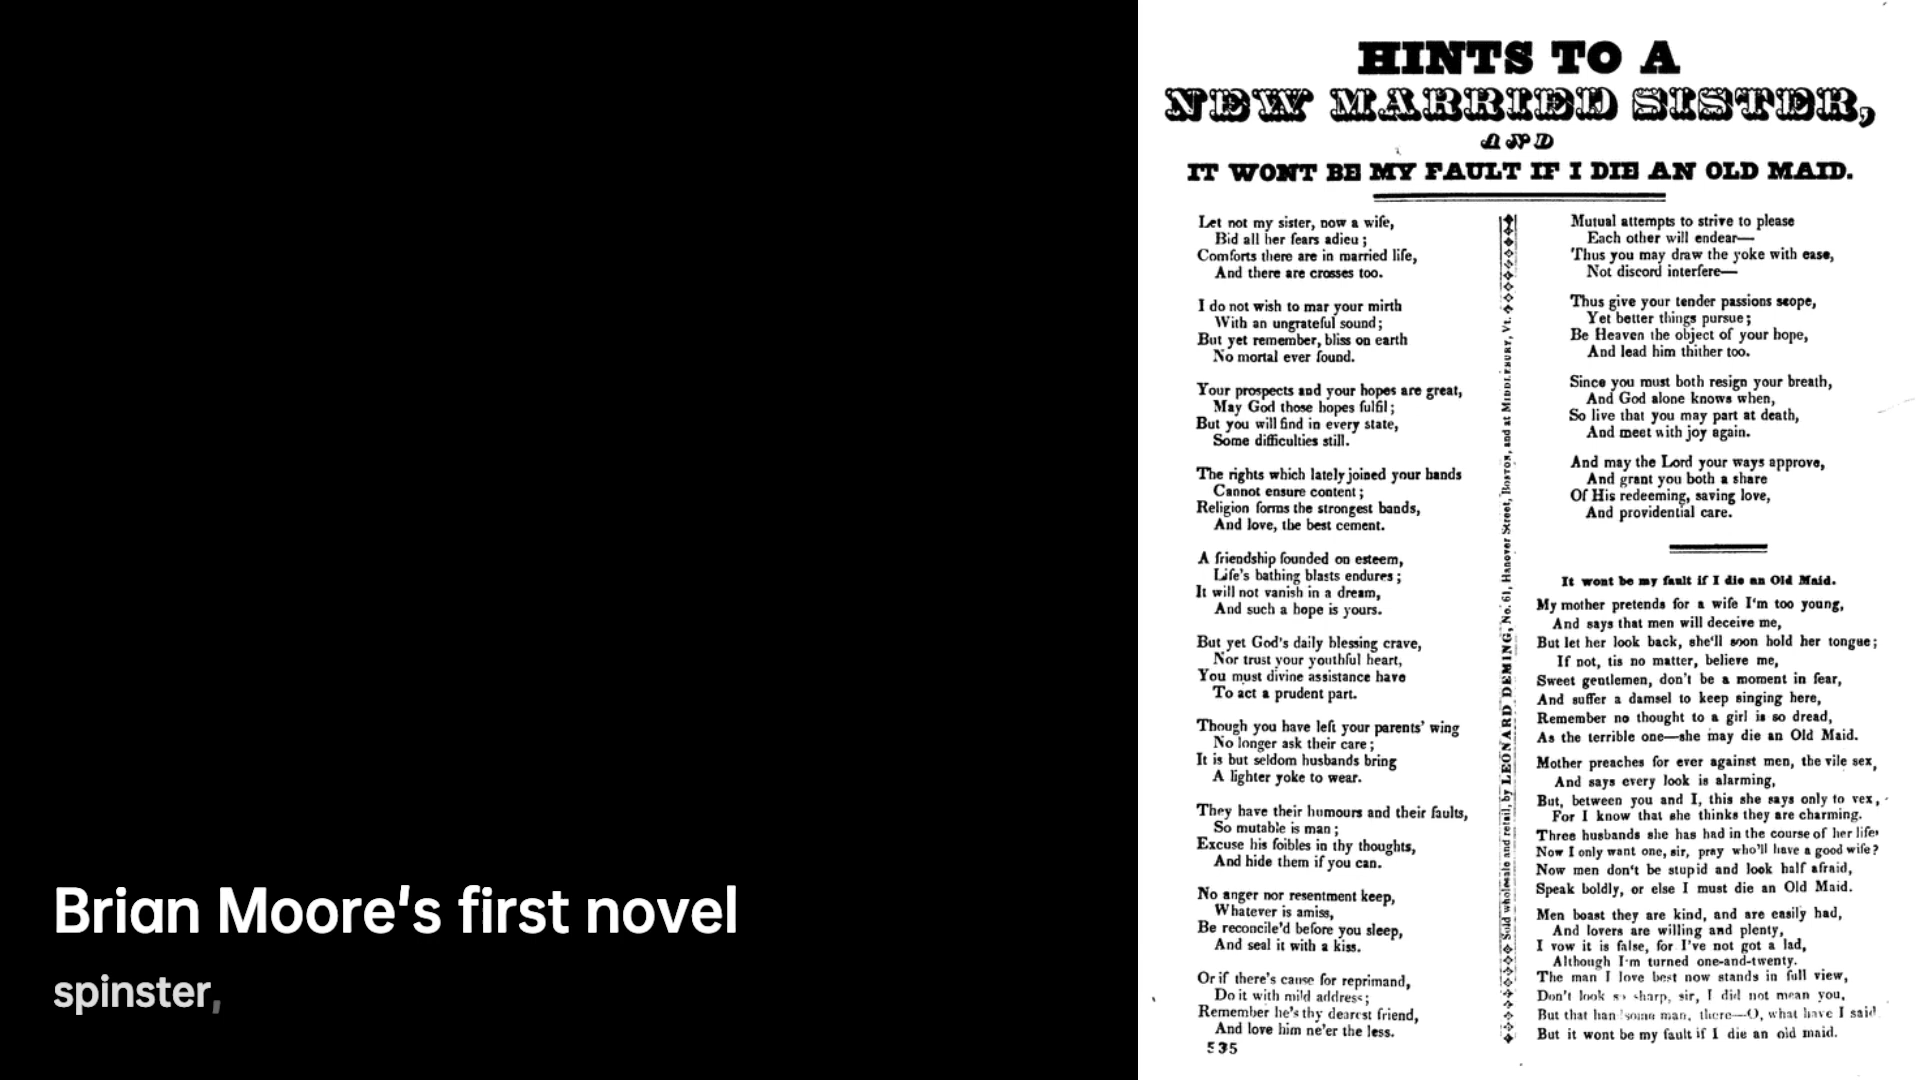 Brian Moore's first novel
spinster,
HINTS TO A
NEW MARRIED SISTER,
AND
IT WONT BE MY FAULT IF I DIE AN OLD MAID.
Let not my sister, now a wife,
Bid all her fears adieu;
Comforts there are in married life,
And there are crosses too.
I do not wish to mar your mirth
With an ungrateful sound;
But yet remember, bliss on earth
No mortal ever found.
Your prospects and your hopes are great,
May God those hopes fulfil;
But you will find in every state,
Some difficulties still.
The rights which lately joined your hands
Cannot ensure content;
Religion forms the strongest bands,
And love, the best cement.
A friendship founded on esteem,
Life's bathing blasts endures;
It will not vanish in a dream,
And such a hope is yours.
But yet God's daily blessing crave,
Nor trust your youthful heart,
You must divine assistance have
To act a prudent part.
Though you have left your parents' wing
No longer ask their care;
It is but seldom husbands bring
A lighter yoke to wear.
They have their humours and their faults,
So mutable is man;
Excuse his foibles in thy thoughts,
And hide them if you can.
No anger nor resentment keep,
Whatever is amiss,
Be reconcile'd before you sleep,
And seal it with a kiss.
Or if there's cause for reprimand,
Do it with mild address;
Remember he's thy dearest friend,
And love him ne'er the less.
535
Sold wholesale and retail, by LEONARD DEMING, No. 61, Hanover Street, BOSTON, and at MIDDLEBURY, Vt.
Mutual attempts to strive to please
Each other will endear—
Thus you may draw the yoke with ease,
Not discord interfere—
Thus give your tender passions scope,
Yet better things pursue;
Be Heaven the object of your hope,
And lead him thither too.
Since you must both resign your breath,
And God alone knows when,
So live that you may part at death,
And meet with joy again.
And may the Lord your ways approve,
And grant you both a share
Of His redeeming, saving love,
And providential care.
It wont be my fault if I die an Old Maid.
My mother pretends for a wife I'm too young,
And says that men will deceive me,
But let her look back, she'll soon hold her tongue;
If not, tis no matter, believe me,
Sweet gentlemen, don't be a moment in fear,
And suffer a damsel to keep singing here,
Remember no thought to a girl is so dread,
As the terrible one—she may die an Old Maid.
Mother preaches for ever against men, the vile sex,
And says every look is alarming,
But, between you and I, this she says only to vex,
For I know that she thinks they are charming.
Three husbands she has had in the course of her life,
Now I only want one, sir, pray who'll have a good wife?
Now men don't be stupid and look half afraid,
Speak boldly, or else I must die an Old Maid.
Men boast they are kind, and are easily had,
And lovers are willing and plenty,
I vow it is false, for I've not got a lad,
Although I'm turned one-and-twenty.
The man I love best now stands in full view,
Don't look so sharp, sir, I did not mean you,
But that handsome man, there—O, what have I said
But it wont be my fault if I die an old maid.